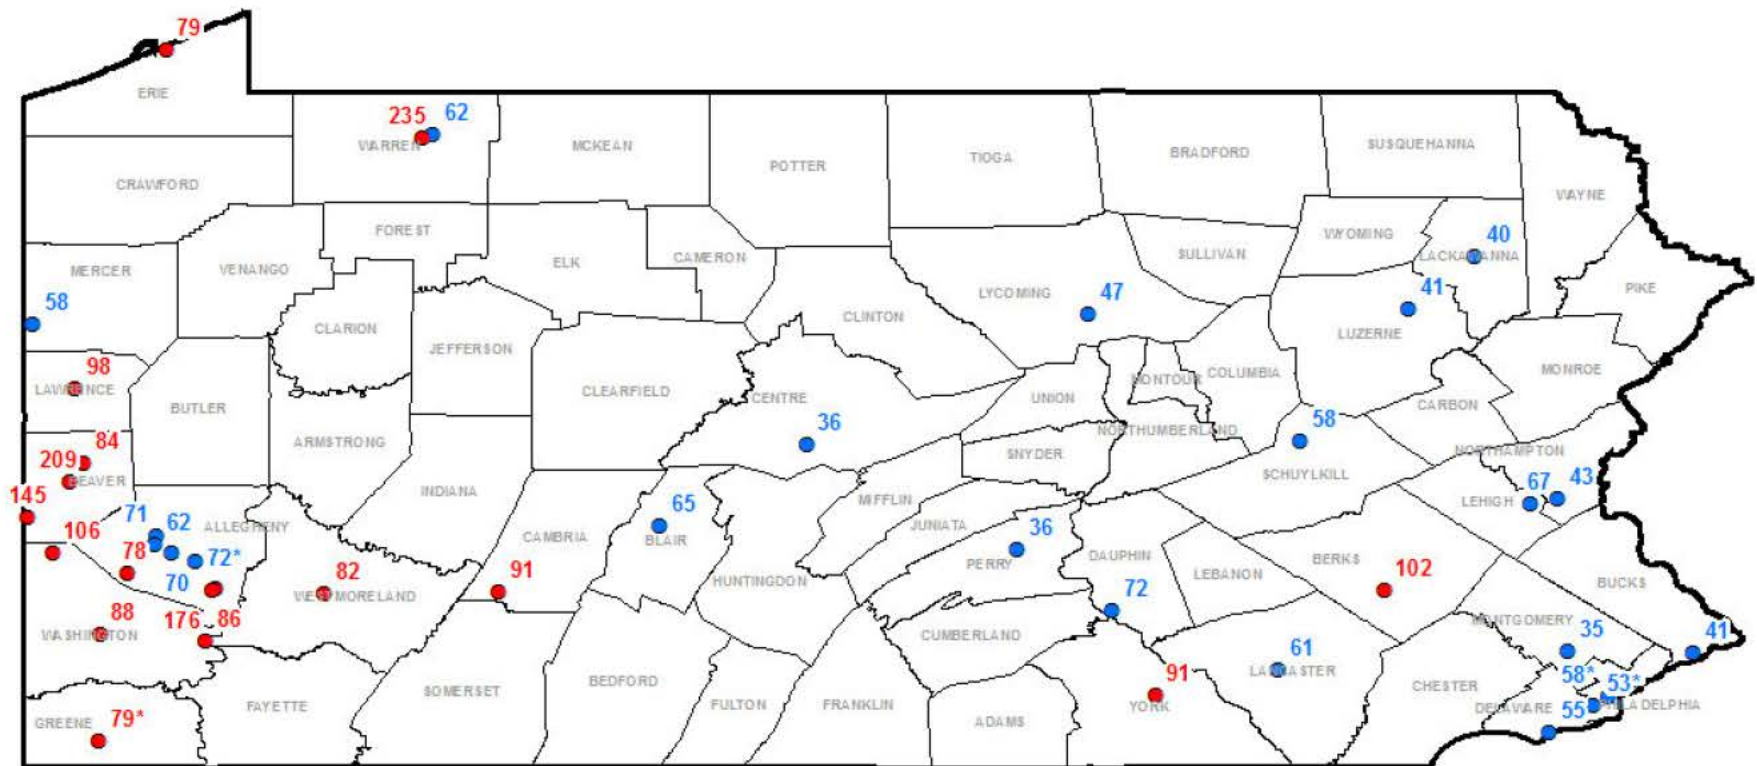 79
ERIE
235
62
WARREN
MCKEAN
POTTER
TIOGA
BRADFORD
SUSQUEHANNA
CRAWFORD
WAYNE
FOREST
WYOMING
40
LACKAWANNA
MERCER
VENANGO
ELK
CAMERON
SULLIVAN
58
LYCOMING
47
41
PIKE
CLARION
CLINTON
LUZERNE
JEFFERSON
98
LAWRENCE
CLEARFIELD
CENTRE
UNION
MONTOUR
COLUMBIA
MONROE
BUTLER
CARBON
36
58
84
ARMSTRONG
NORTHUMBERLAND
209
BEAVER
SNYDER
NORTHAMPTON
SCHUYLKILL
145
INDIANA
65
MIFFLIN
LEHIGH
67
43
71
62
ALLEGHENY
106
CAMBRIA
BLAIR
JUNIATA
36
78
72*
PERRY
DAUPHIN
BERKS
70
82
91
HUNTINGDON
LEBANON
102
BUCKS
WESTMORELAND
72
88
176
86
WASHINGTON
CUMBERLAND
MONTGOMERY
35
41
61
LANCASTER
58*
53*
SOMERSET
BEDFORD
91
CHESTER
GREENE
79*
FAYETTE
FULTON
FRANKLIN
ADAMS
YORK
DELAWARE
55
PHILADELPHIA